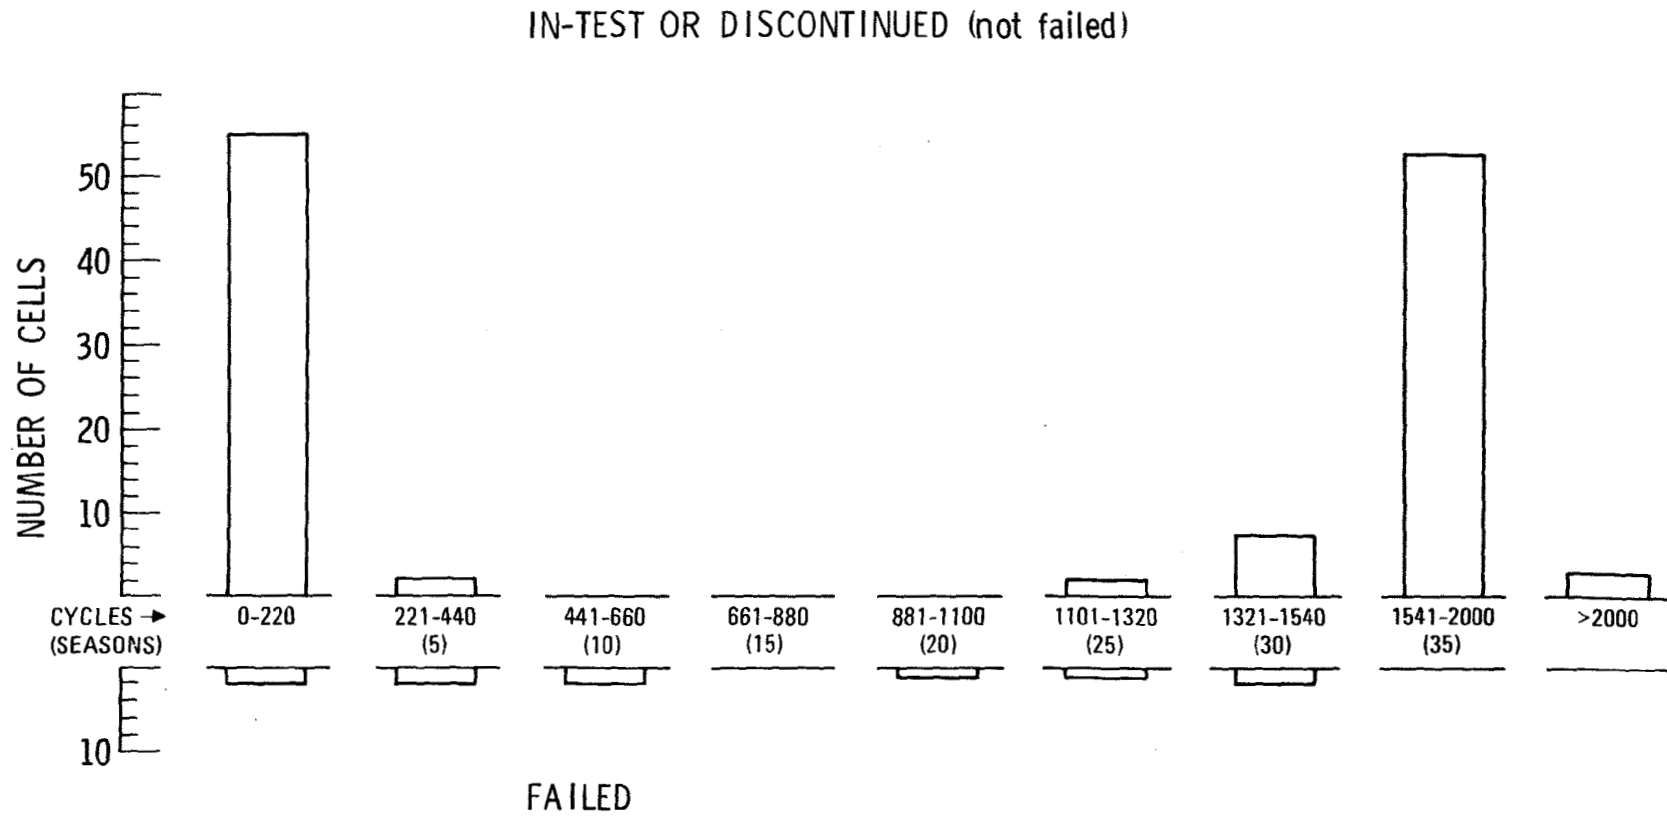 IN-TEST OR DISCONTINUED (not failed)
NUMBER OF CELLS
50
40
30
20
10
CYCLES → 0-220 221-440 441-660 661-880 881-1100 1101-1320 1321-1540 1541-2000 >2000
(SEASONS) (5) (10) (15) (20) (25) (30) (35)
10
FAILED